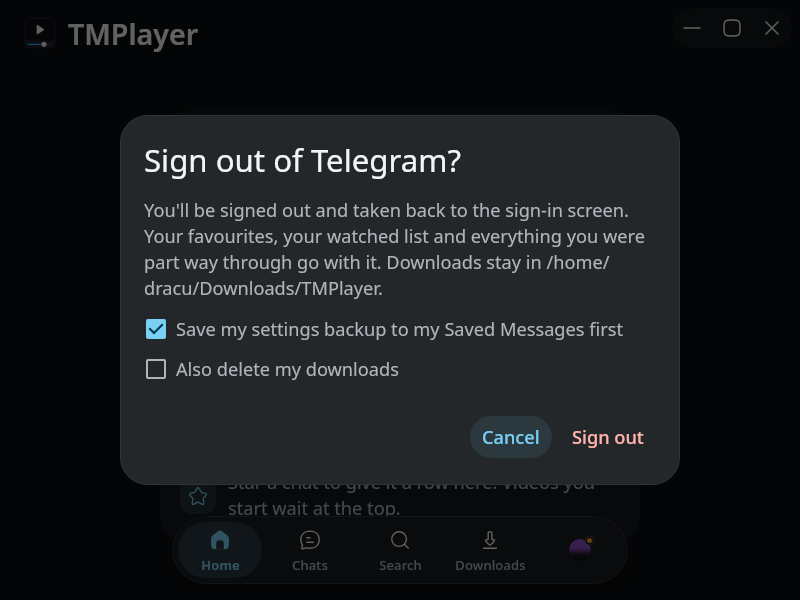 TMPlayer
Sign out of Telegram?
You'll be signed out and taken back to the sign-in screen.
Your favourites, your watched list and everything you were
part way through go with it. Downloads stay in /home/
dracu/Downloads/TMPlayer.
Save my settings backup to my Saved Messages first
Also delete my downloads
Cancel
Sign out
Star a chat to give it a row here. Videos you
start wait at the top.
Home
Chats
Search
Downloads